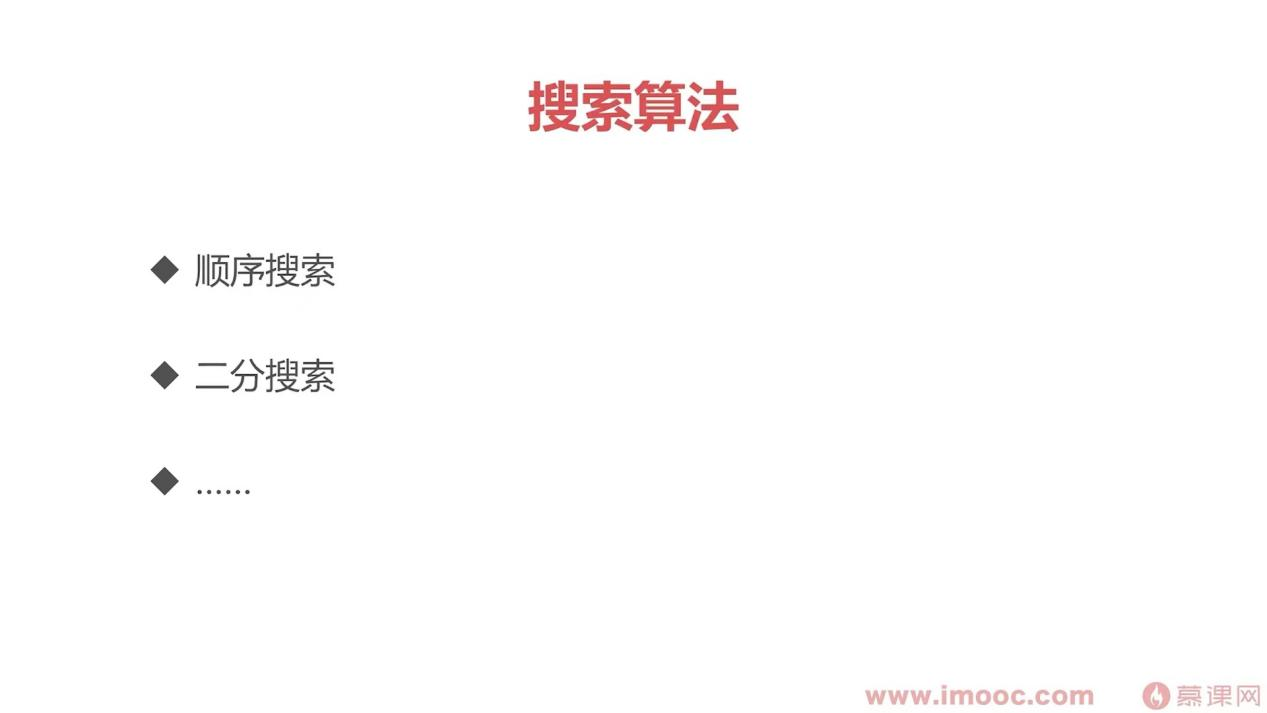 搜索算法
◆ 顺序搜索
◆ 二分搜索
◆ ......
www.imooc.com 慕课网